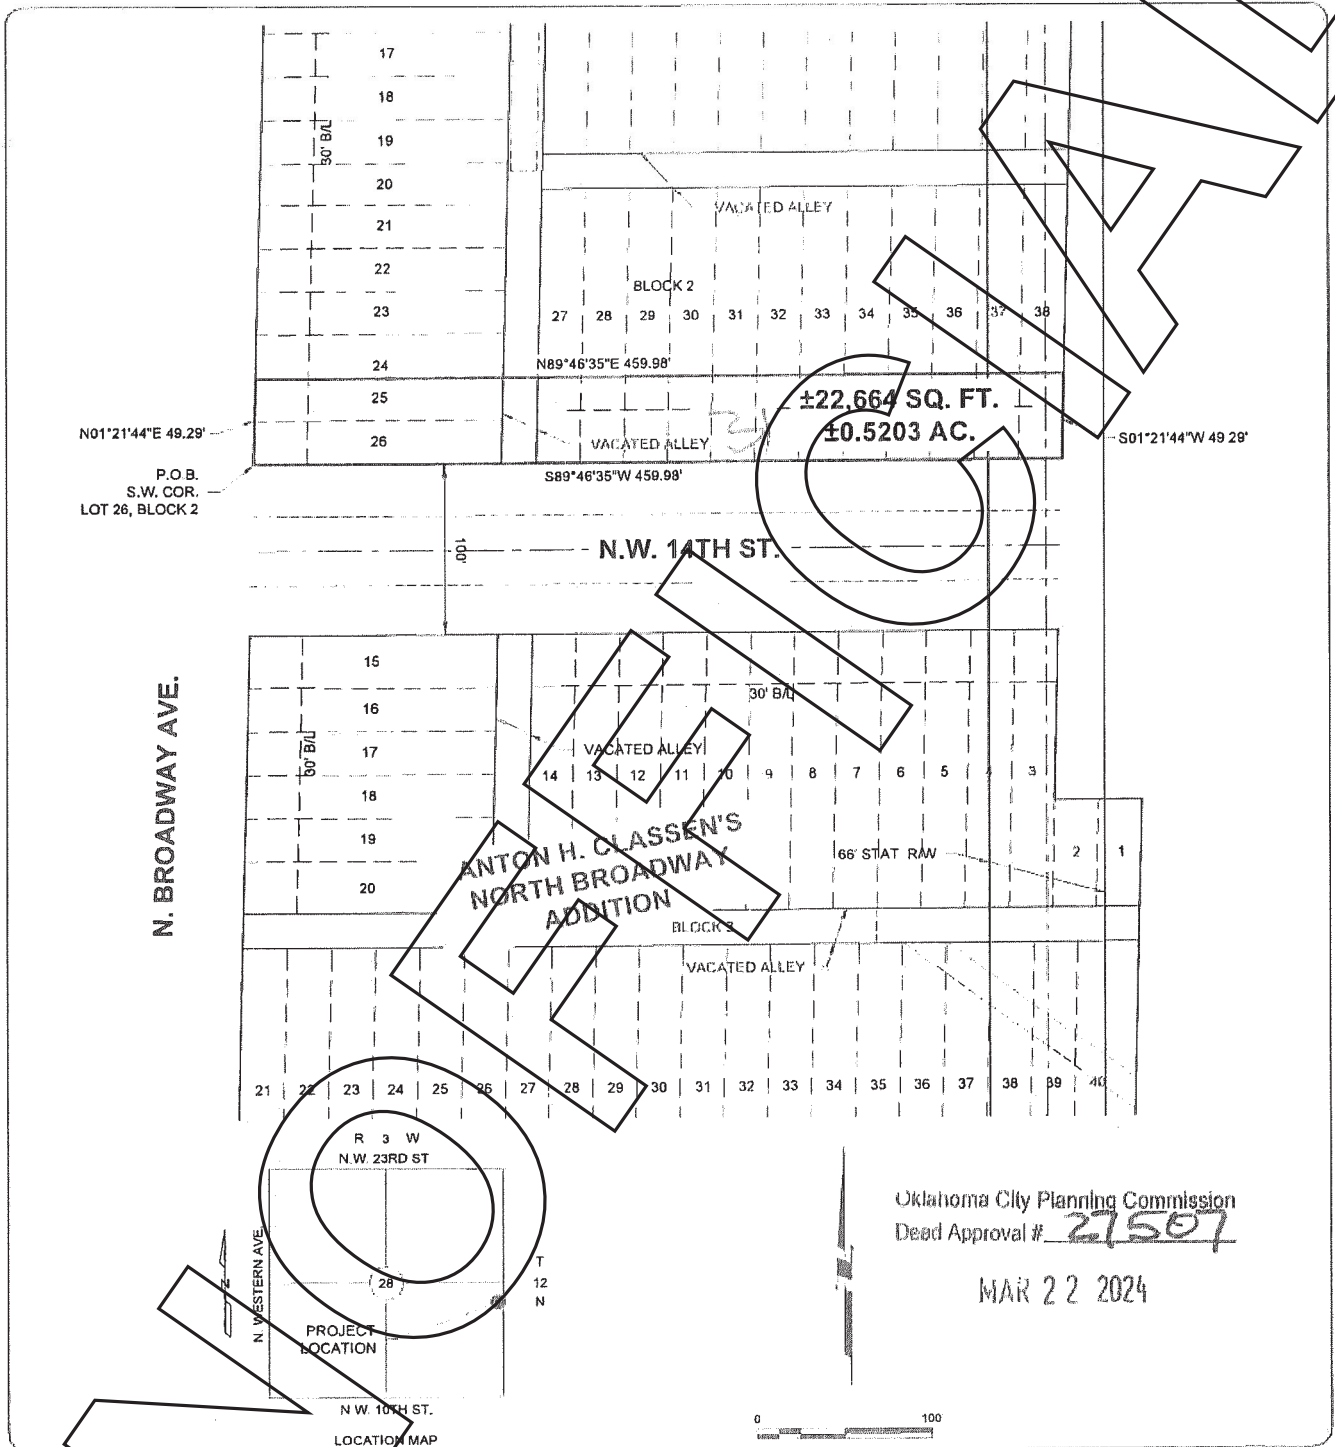 17
18
19
20
21
22
23
24
25
26
30' B/L
VACATED ALLEY
BLOCK 2
27 28 29 30 31 32 33 34 35 36 37 38
N89°46'35"E 459.98'
±22,664 SQ. FT.
±0.5203 AC.
VACATED ALLEY
31
N01°21'44"E 49.29'
S01°21'44"W 49.29'
P.O.B.
S.W. COR.
LOT 26, BLOCK 2
S89°46'35"W 459.98'
100'
N.W. 14TH ST.
N. BROADWAY AVE.
15
16
17
18
19
20
30' B/L
30' B/L
VACATED ALLEY
14 13 12 11 10 9 8 7 6 5 4 3
2 1
66' STAT R/W
ANTON H. CLASSEN'S
NORTH BROADWAY
ADDITION
BLOCK 3
VACATED ALLEY
21 22 23 24 25 26 27 28 29 30 31 32 33 34 35 36 37 38 39 40
R 3 W
N.W. 23RD ST
N. WESTERN AVE.
N
28
T
12
N
PROJECT
LOCATION
N.W. 10TH ST.
LOCATION MAP
Oklahoma City Planning Commission
Deed Approval # 27507
MAR 22 2024
0 100